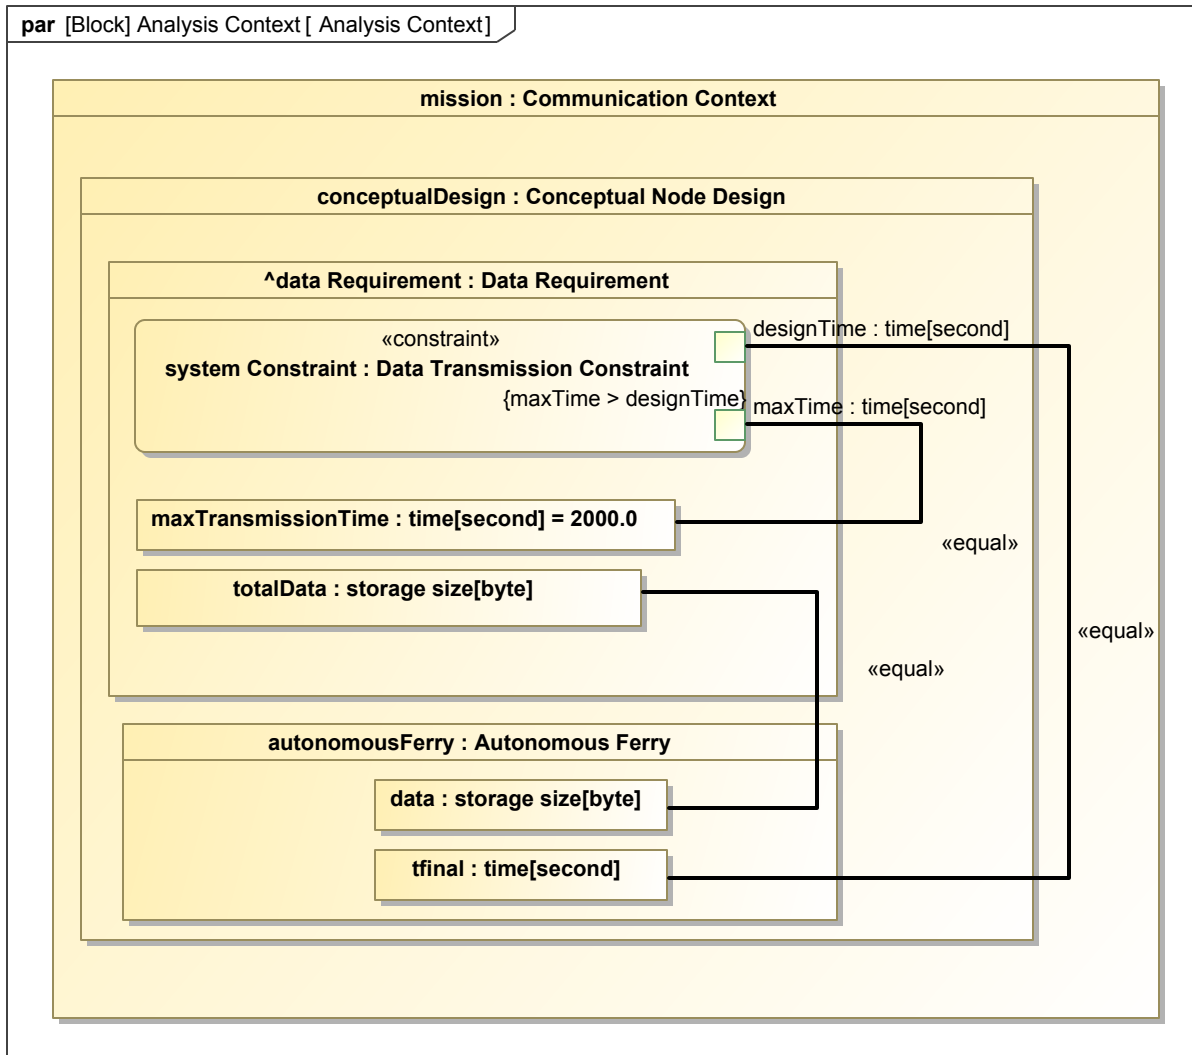 par [Block] Analysis Context [ Analysis Context]
mission : Communication Context
conceptualDesign : Conceptual Node Design
^data Requirement : Data Requirement
«constraint»
system Constraint : Data Transmission Constraint
{maxTime > designTime}
designTime : time[second]
maxTime : time[second]
maxTransmissionTime : time[second] = 2000.0
«equal»
totalData : storage size[byte]
«equal»
«equal»
autonomousFerry : Autonomous Ferry
data : storage size[byte]
tfinal : time[second]